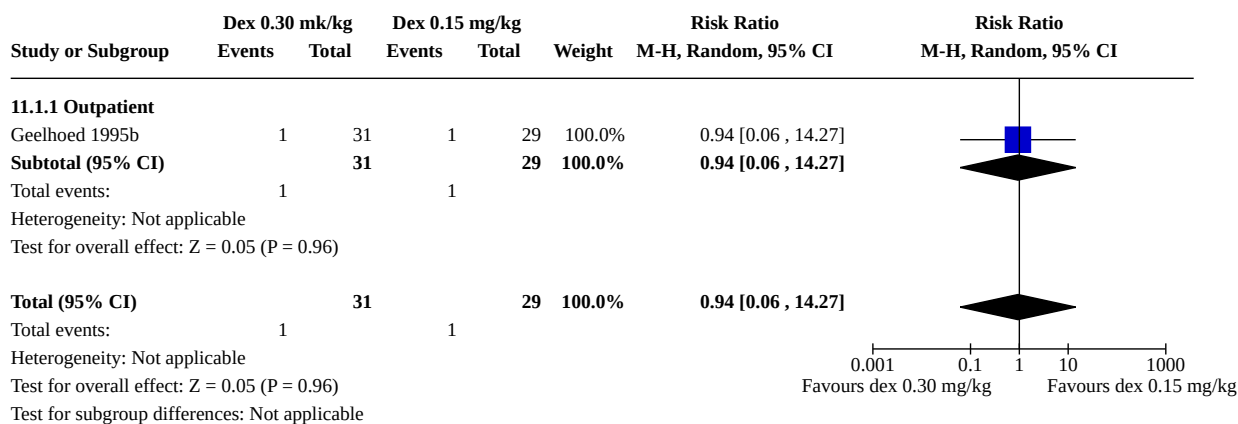 Dex 0.30 mk/kg Dex 0.15 mg/kg Risk Ratio Risk Ratio
Study or Subgroup Events Total Events Total Weight M-H, Random, 95% CI M-H, Random, 95% CI
11.1.1 Outpatient
Geelhoed 1995b 1 31 1 29 100.0% 0.94 [0.06 , 14.27]
Subtotal (95% CI) 31 29 100.0% 0.94 [0.06 , 14.27]
Total events: 1 1
Heterogeneity: Not applicable
Test for overall effect: Z = 0.05 (P = 0.96)
Total (95% CI) 31 29 100.0% 0.94 [0.06 , 14.27]
Total events: 1 1
Heterogeneity: Not applicable 0.001 0.1 1 10 1000
Test for overall effect: Z = 0.05 (P = 0.96) Favours dex 0.30 mg/kg Favours dex 0.15 mg/kg
Test for subgroup differences: Not applicable